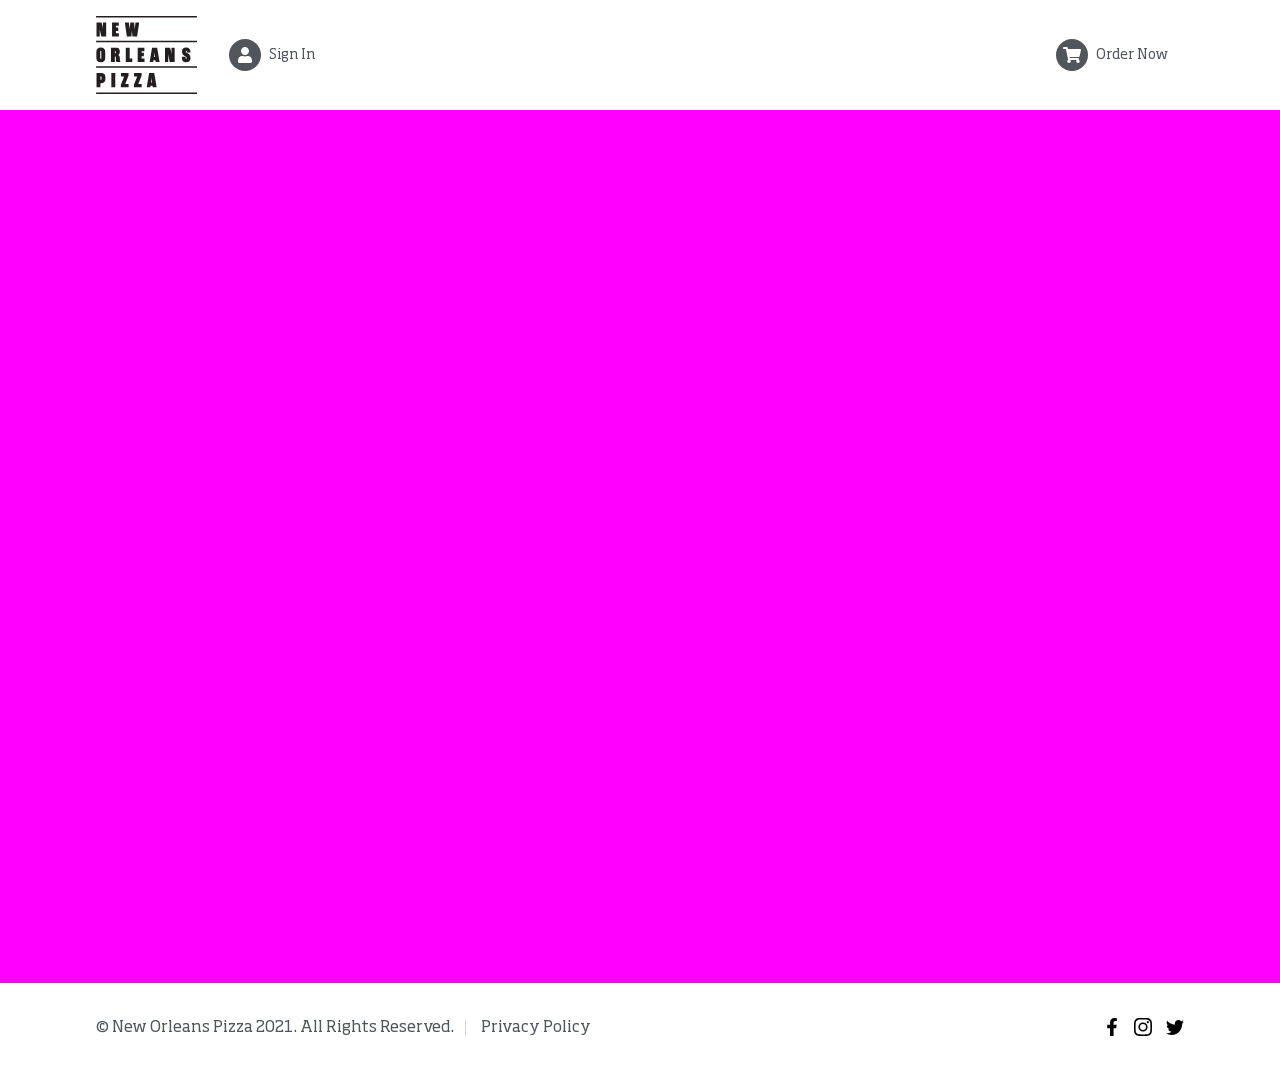 NEW
ORLEANS
PIZZA
Sign In
Order Now
© New Orleans Pizza 2021. All Rights Reserved.
Privacy Policy